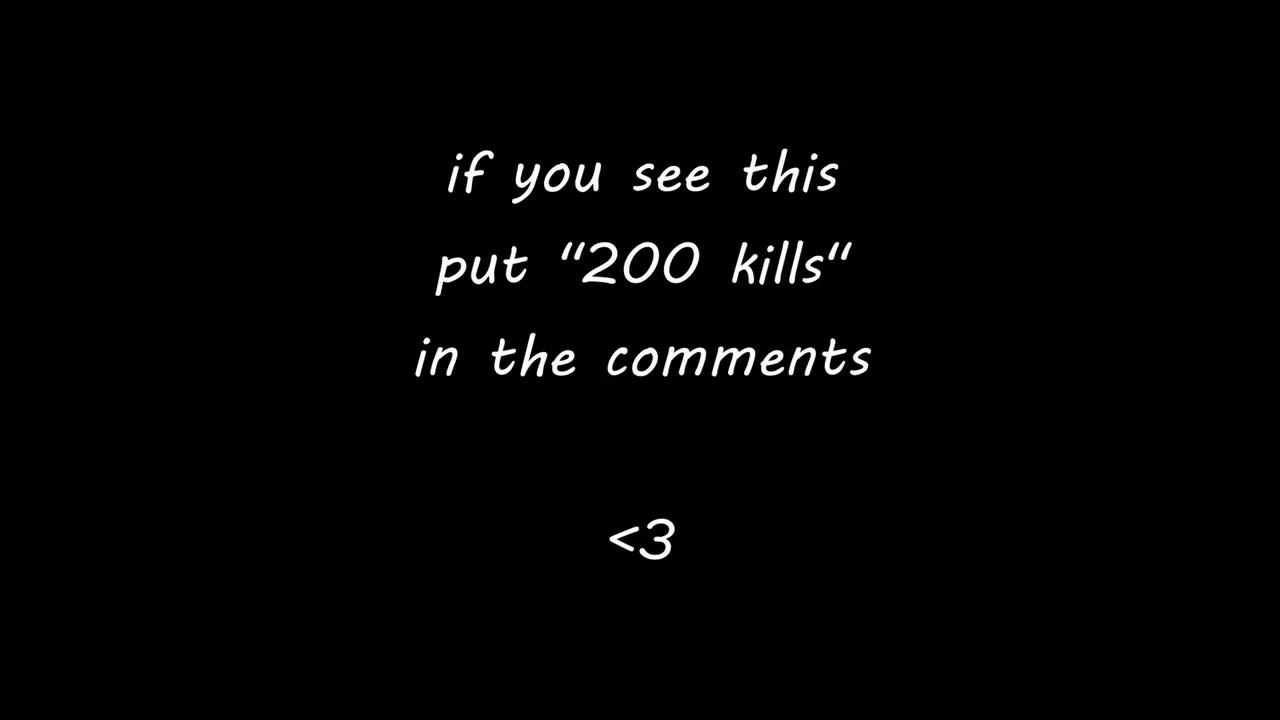 if you see this
put “200 kills“
in the comments
<3